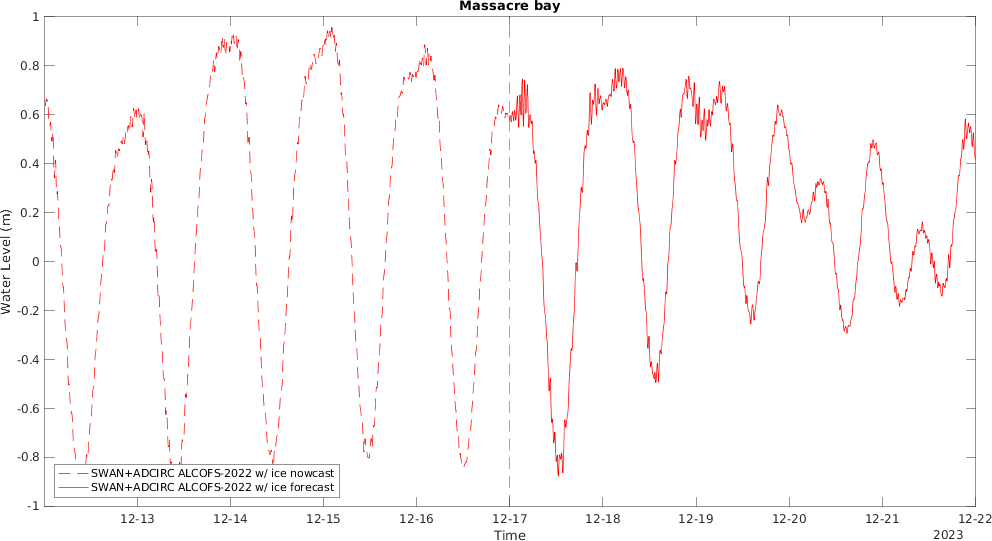 Massacre bay
1
0.8
0.6
0.4
0.2
0
-0.2
-0.4
-0.6
-0.8
-1
Water Level (m)
SWAN+ADCIRC ALCOFS-2022 w/ ice nowcast
SWAN+ADCIRC ALCOFS-2022 w/ ice forecast
12-13 12-14 12-15 12-16 12-17 12-18 12-19 12-20 12-21 12-22
Time
2023